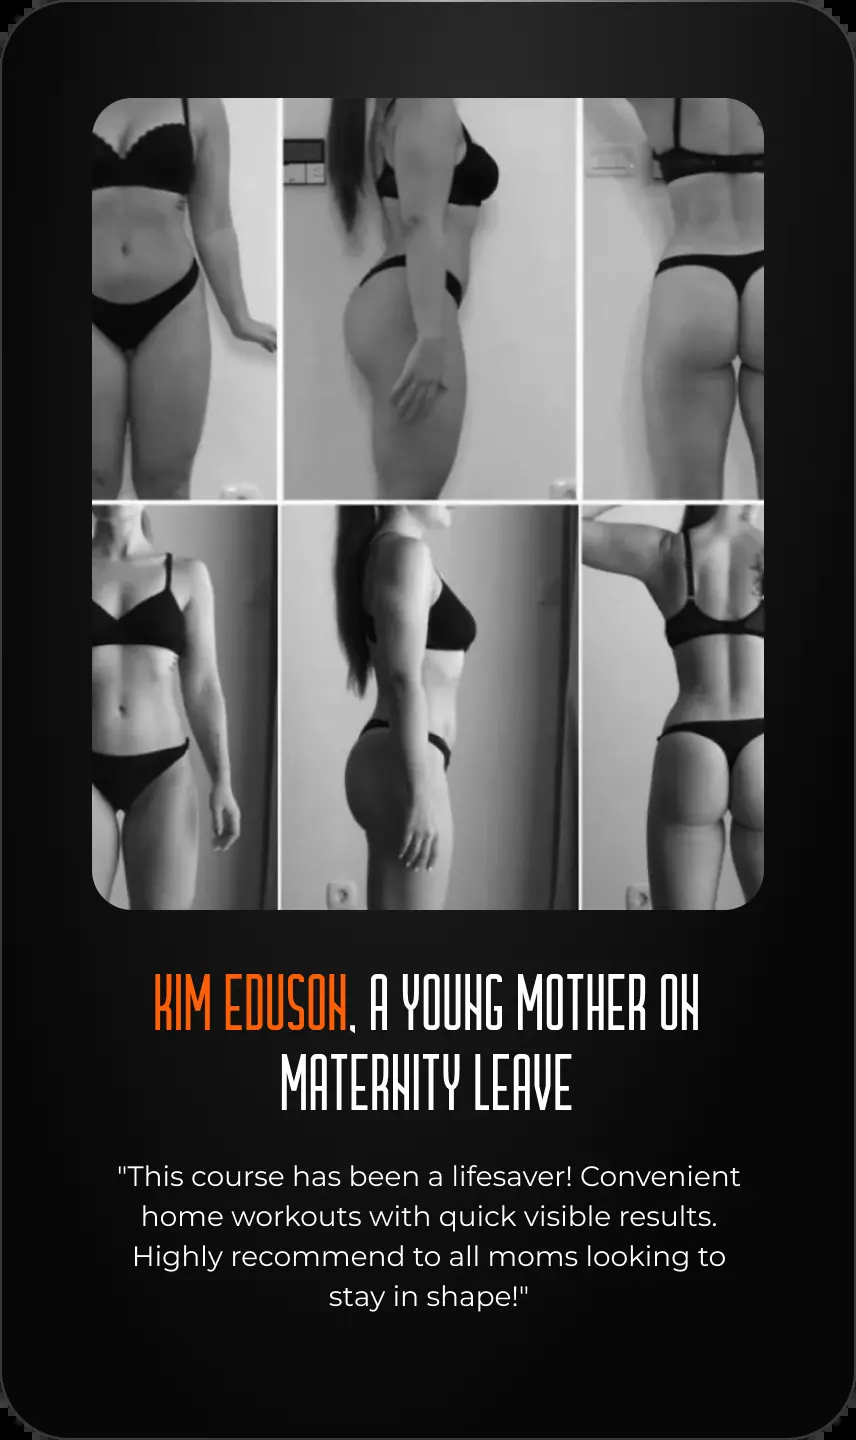 KIM EDUSON, A YOUNG MOTHER ON
MATERNITY LEAVE
"This course has been a lifesaver! Convenient
home workouts with quick visible results.
Highly recommend to all moms looking to
stay in shape!"